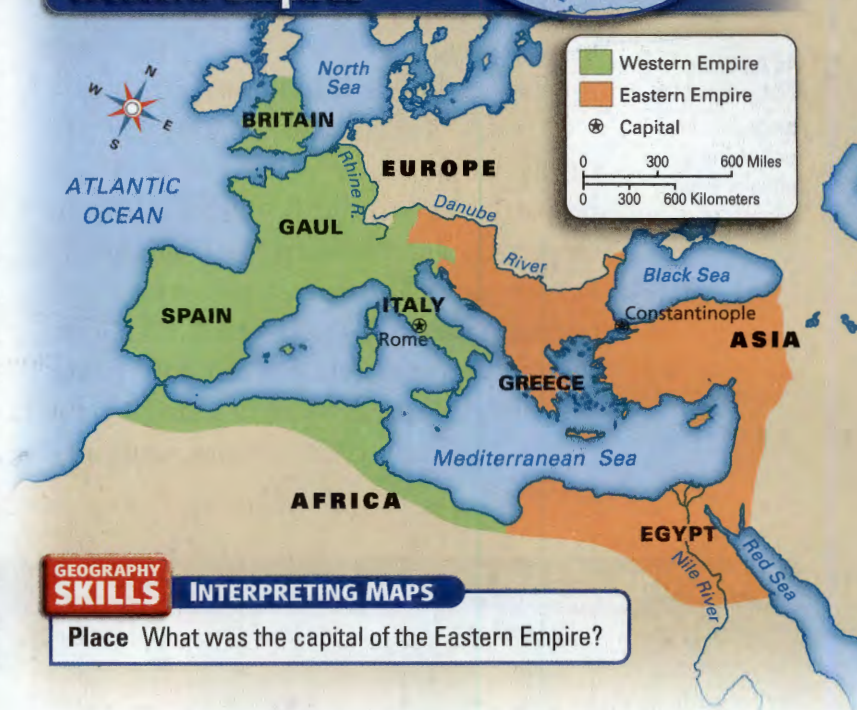 N
W
E
S
North
Sea
Western Empire
Eastern Empire
Capital
0 300 600 Miles
0 300 600 Kilometers
BRITAIN
EUROPE
Rhine R.
ATLANTIC
OCEAN
Danube
River
GAUL
Black Sea
SPAIN
ITALY
Rome
Constantinople
ASIA
GREECE
Mediterranean Sea
AFRICA
EGYPT
Nile River
Red Sea
GEOGRAPHY
SKILLS
INTERPRETING MAPS
Place What was the capital of the Eastern Empire?